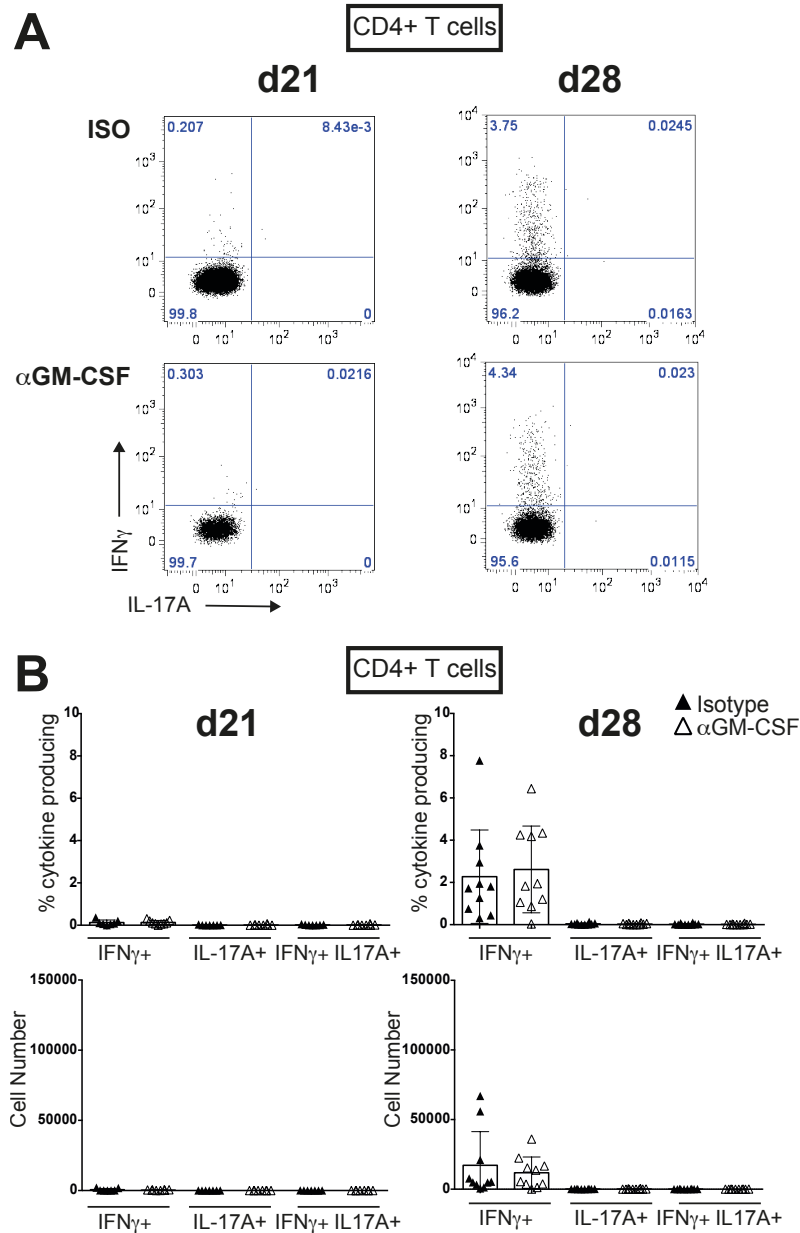 A
CD4+ T cells
d21 d28
ISO
0.207 8.43e-3
10³
10²
10¹
0
99.8 0
0 10¹ 10² 10³
10⁴
3.75 0.0245
10³
10²
10¹
0
96.2 0.0163
0 10¹ 10² 10³ 10⁴
αGM-CSF
0.303 0.0216
10³
10²
10¹
0
99.7 0
0 10¹ 10² 10³
10⁴
4.34 0.023
10³
10²
10¹
0
95.6 0.0115
0 10¹ 10² 10³ 10⁴
IFNγ
IL-17A
B
CD4+ T cells
d21 d28
Isotype
αGM-CSF
% cytokine producing
10
8
6
4
2
0
IFNγ+ IL-17A+ IFNγ+ IL17A+
% cytokine producing
10
8
6
4
2
0
IFNγ+ IL-17A+ IFNγ+ IL17A+
Cell Number
150000
100000
50000
0
IFNγ+ IL-17A+ IFNγ+ IL17A+
Cell Number
150000
100000
50000
0
IFNγ+ IL-17A+ IFNγ+ IL17A+